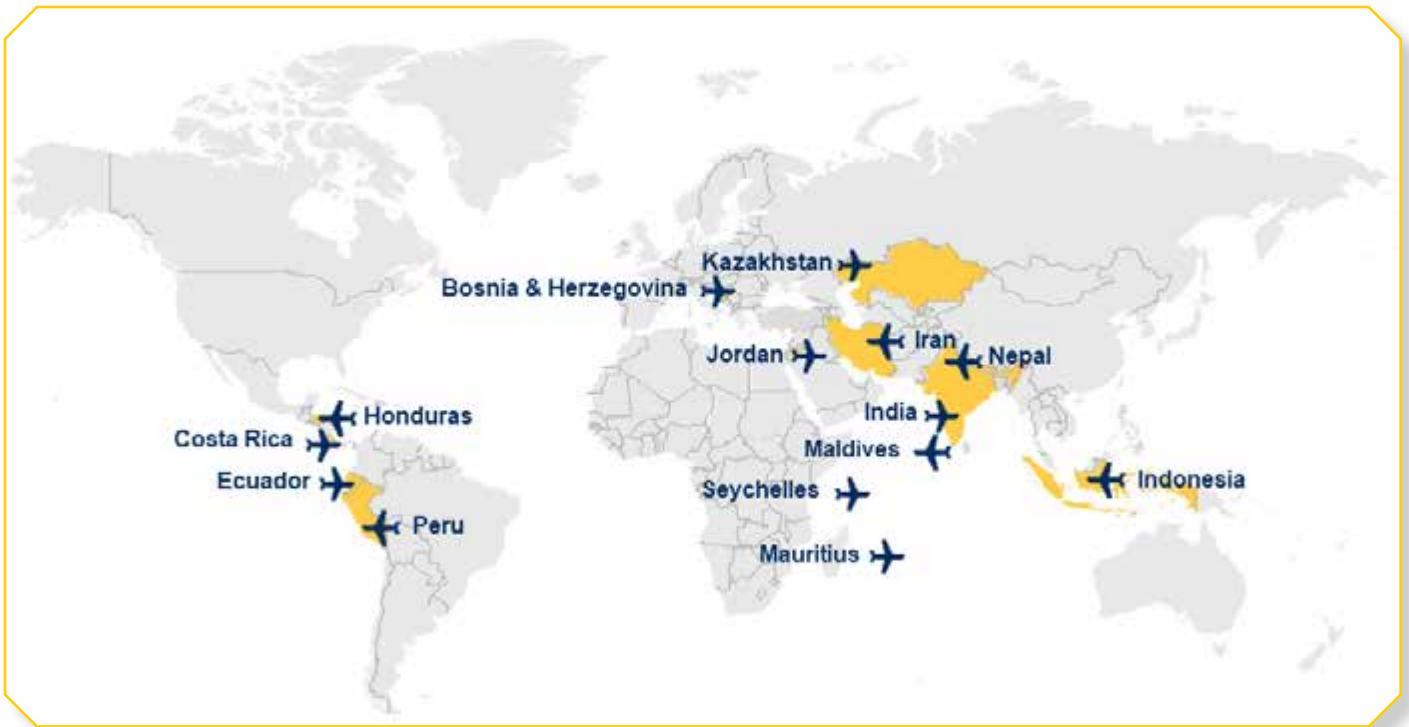 Kazakhstan
Bosnia & Herzegovina
Iran
Jordan
Nepal
Honduras
India
Costa Rica
Maldives
Ecuador
Seychelles
Indonesia
Peru
Mauritius